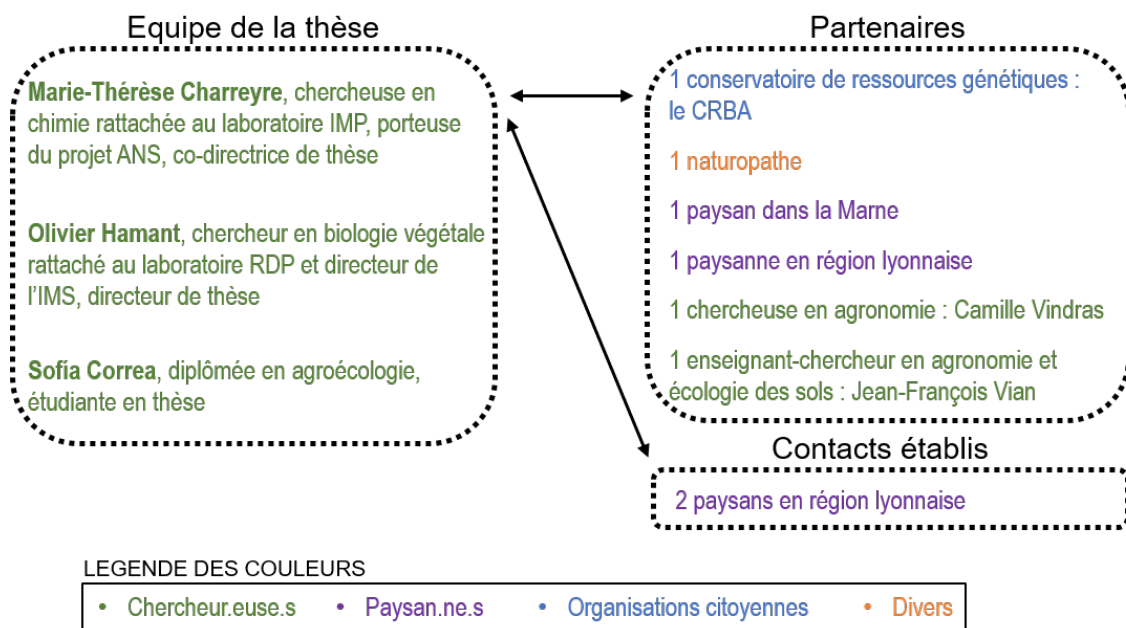 Equipe de la thèse
Marie-Thérèse Charreyre, chercheuse en
chimie rattachée au laboratoire IMP, porteuse
du projet ANS, co-directrice de thèse
Olivier Hamant, chercheur en biologie végétale
rattaché au laboratoire RDP et directeur de
l'IMS, directeur de thèse
Sofía Correa, diplômée en agroécologie,
étudiante en thèse
Partenaires
1 conservatoire de ressources génétiques :
le CRBA
1 naturopathe
1 paysan dans la Marne
1 paysanne en région lyonnaise
1 chercheuse en agronomie : Camille Vindras
1 enseignant-chercheur en agronomie et
écologie des sols : Jean-François Vian
Contacts établis
2 paysans en région lyonnaise
LEGENDE DES COULEURS
• Chercheur.euse.s • Paysan.ne.s • Organisations citoyennes • Divers